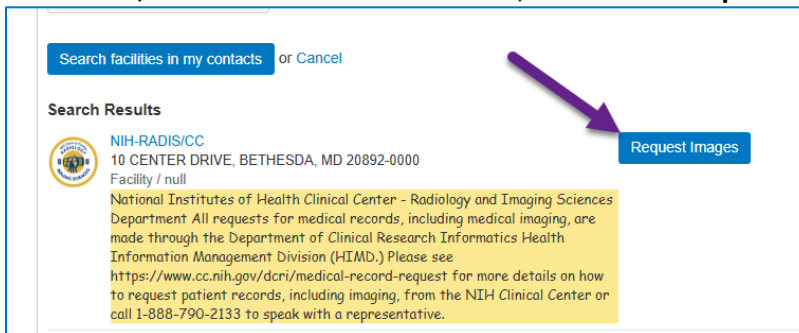 Search facilities in my contacts or Cancel
Search Results
NIH-RADIS/CC
Request Images
10 CENTER DRIVE, BETHESDA, MD 20892-0000
Facility / null
National Institutes of Health Clinical Center - Radiology and Imaging Sciences
Department All requests for medical records, including medical imaging, are
made through the Department of Clinical Research Informatics Health
Information Management Division (HIMD.) Please see
https://www.cc.nih.gov/dcri/medical-record-request for more details on how
to request patient records, including imaging, from the NIH Clinical Center or
call 1-888-790-2133 to speak with a representative.